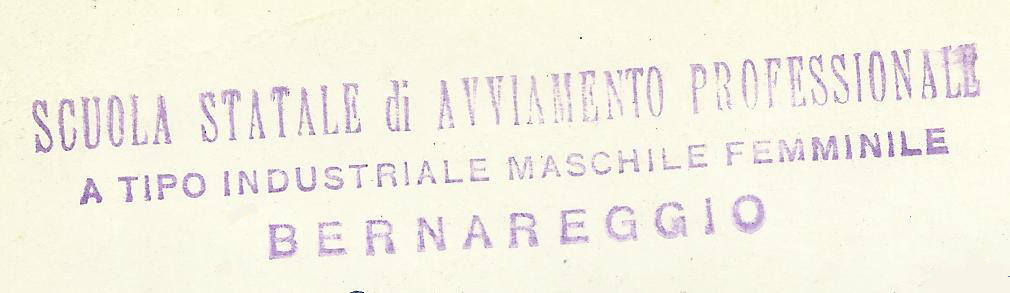 SCUOLA STATALE di AVVIAMENTO PROFESSIONALE
A TIPO INDUSTRIALE MASCHILE FEMMINILE
BERNAREGGIO